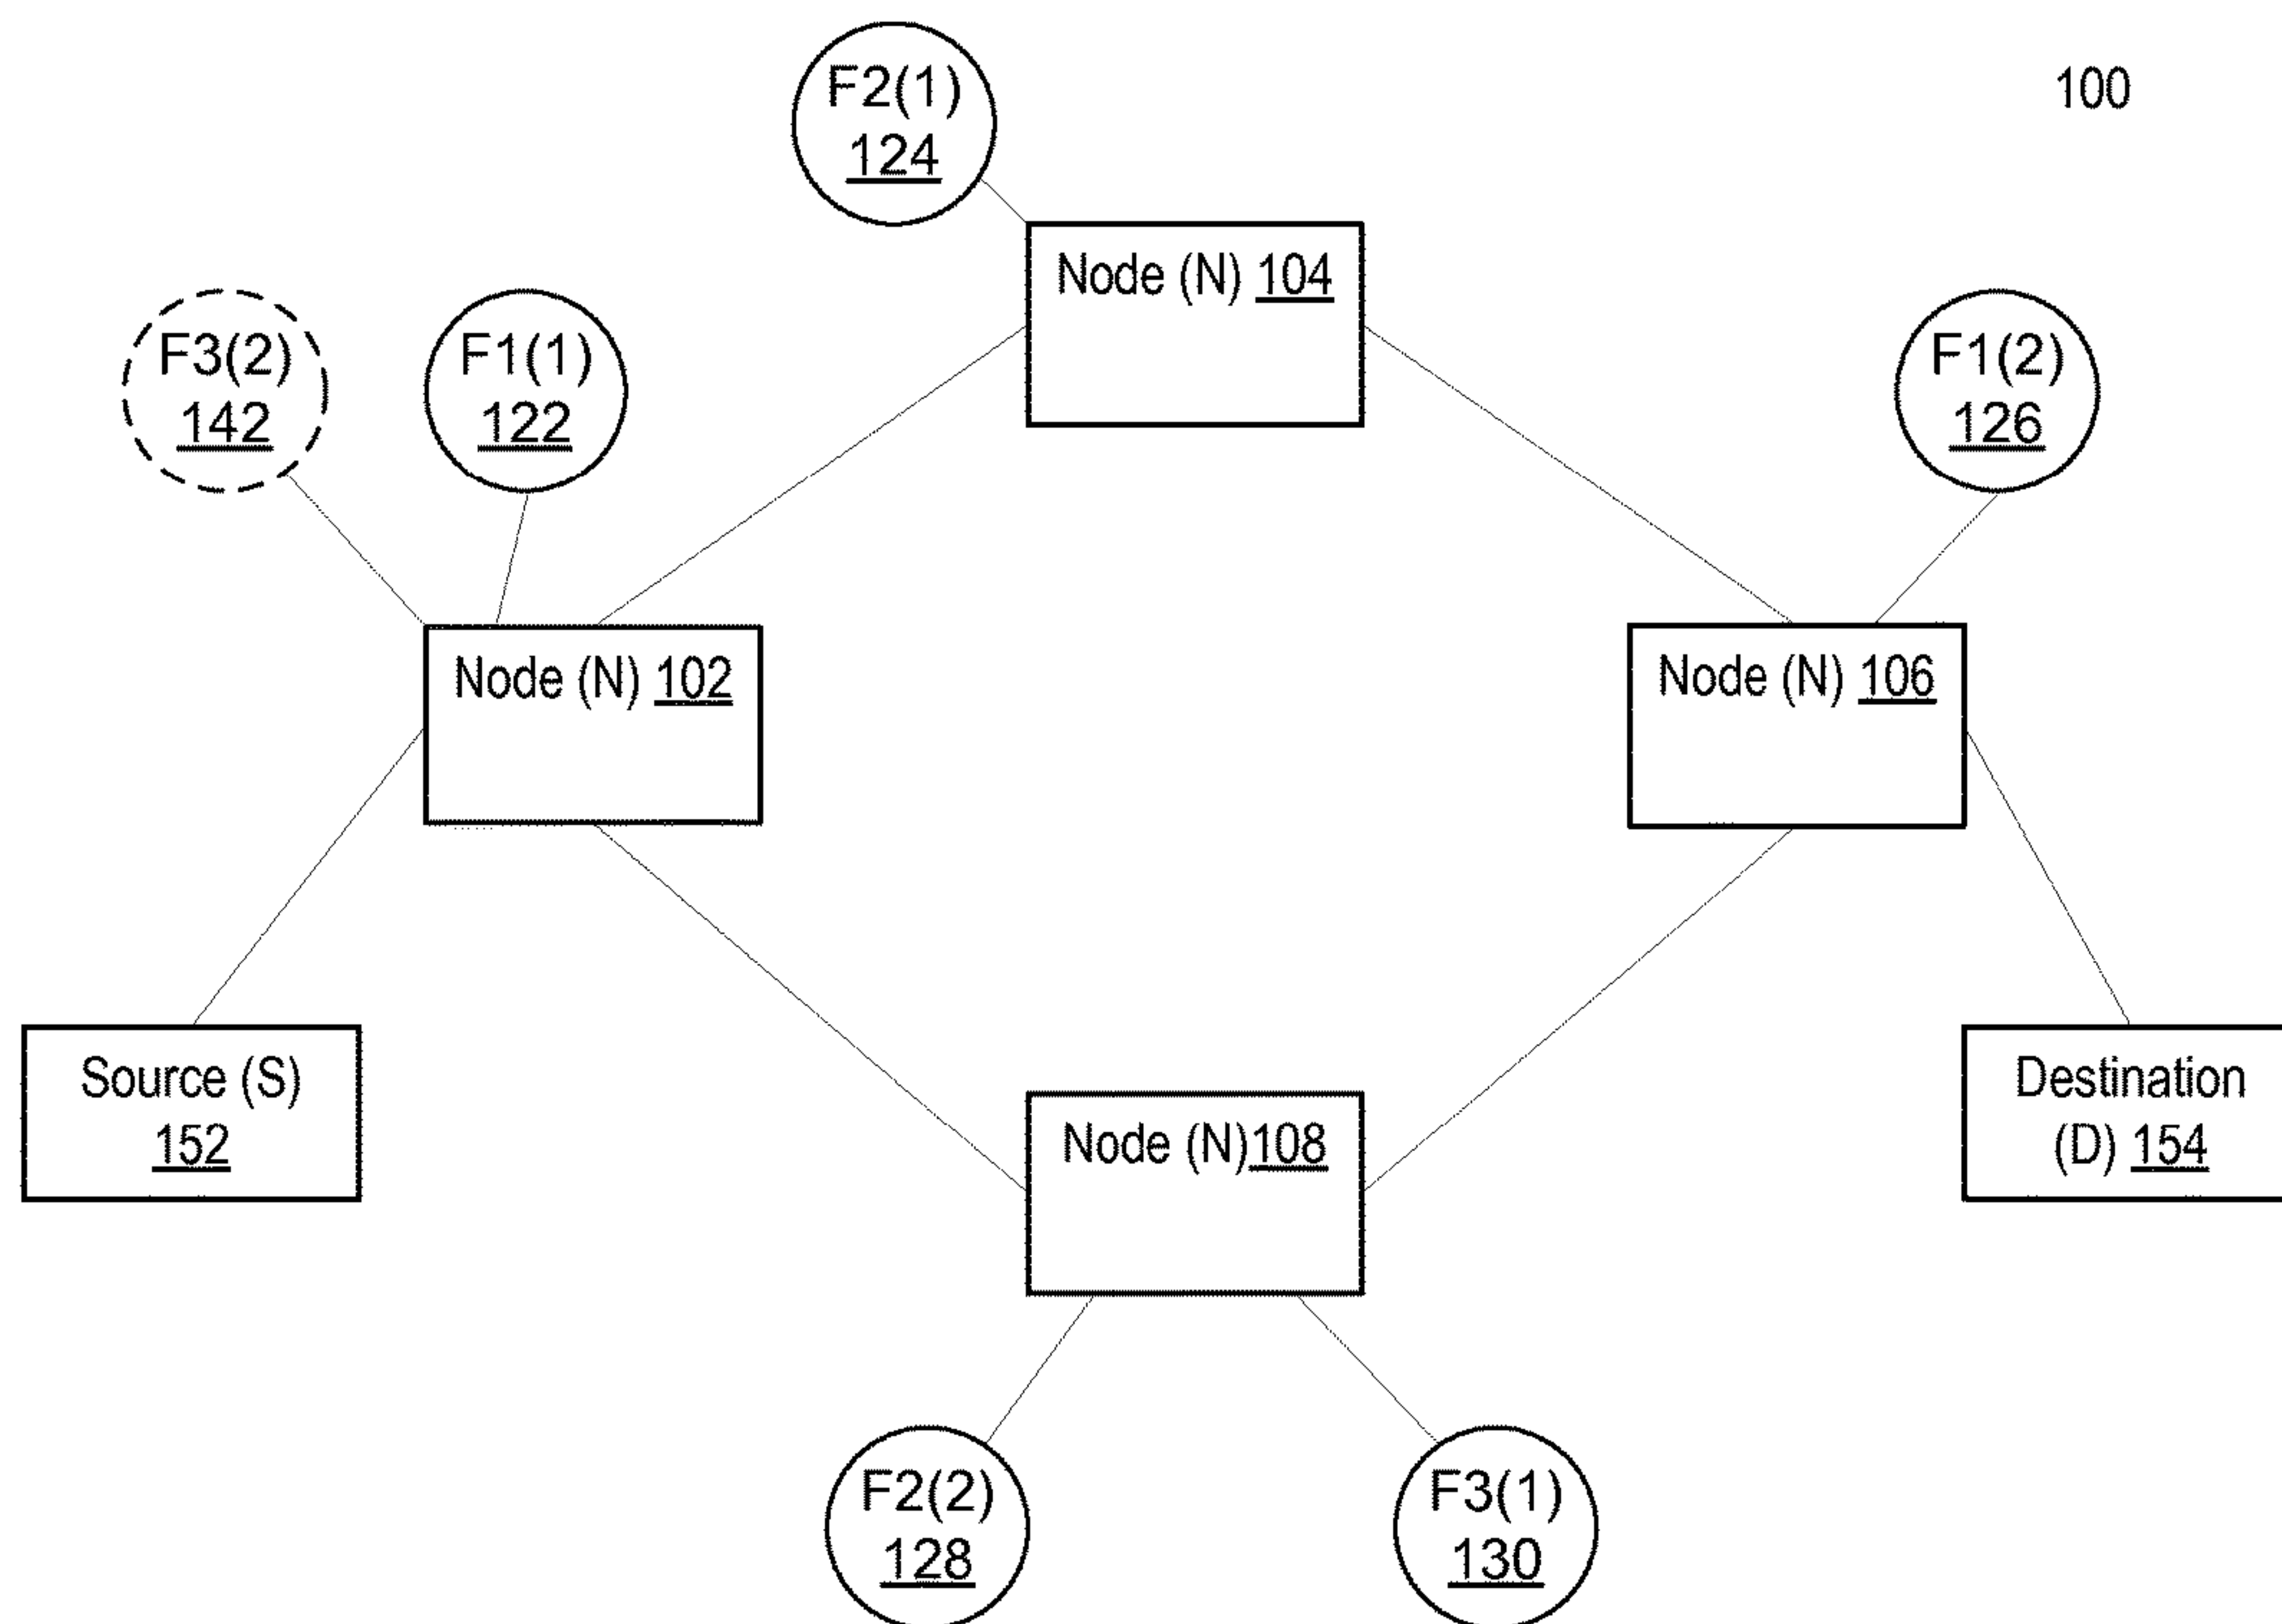 F2(1)
124
100
Node (N) 104
F3(2)
142
F1(1)
122
F1(2)
126
Node (N) 102
Node (N) 106
Source (S)
152
Node (N)108
Destination
(D) 154
F2(2)
128
F3(1)
130